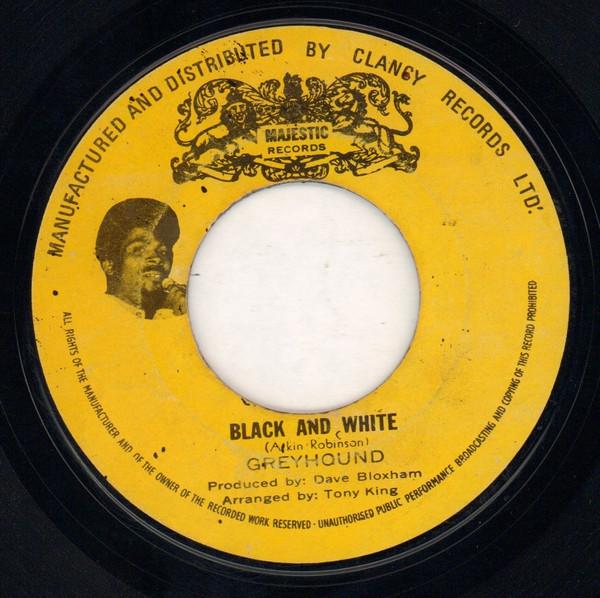 MANUFACTURED AND DISTRIBUTED BY CLANCY RECORDS LTD.
MAJESTIC
RECORDS
BLACK AND WHITE
(A,kin Robinson)
GREYHOUND
Produced by: Dave Bloxham
Arranged by: Tony King
ALL RIGHTS OF THE MANUFACTURER AND OF THE OWNER OF THE RECORDED WORK RESERVED · UNAUTHORISED PUBLIC PERFORMANCE BROADCASTING AND COPYING OF THIS RECORD PROHIBITED